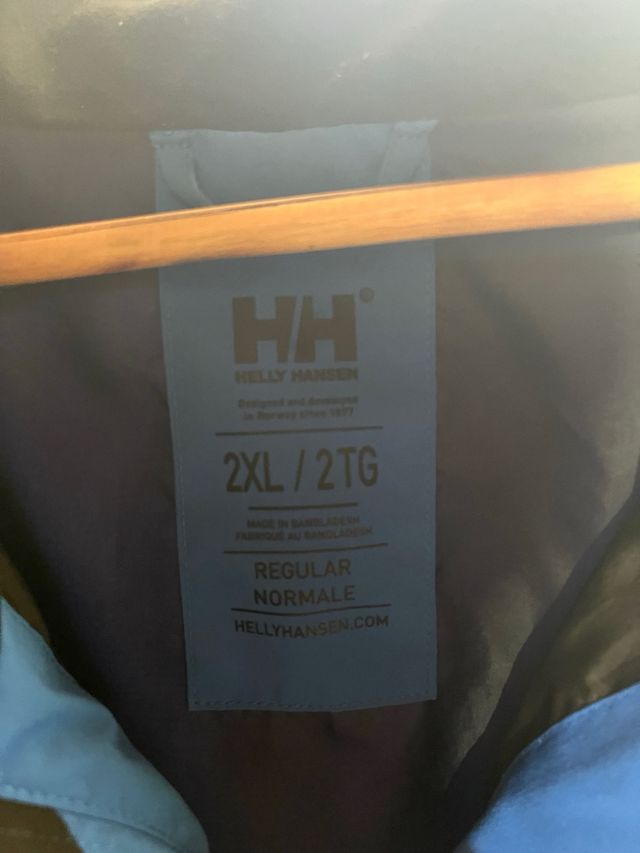 HH®
HELLY HANSEN
Designed and developed
in Norway since 1877
2XL / 2TG
MADE IN BANGLADESH
FABRIQUÉ AU BANGLADESH
REGULAR
NORMALE
HELLYHANSEN.COM